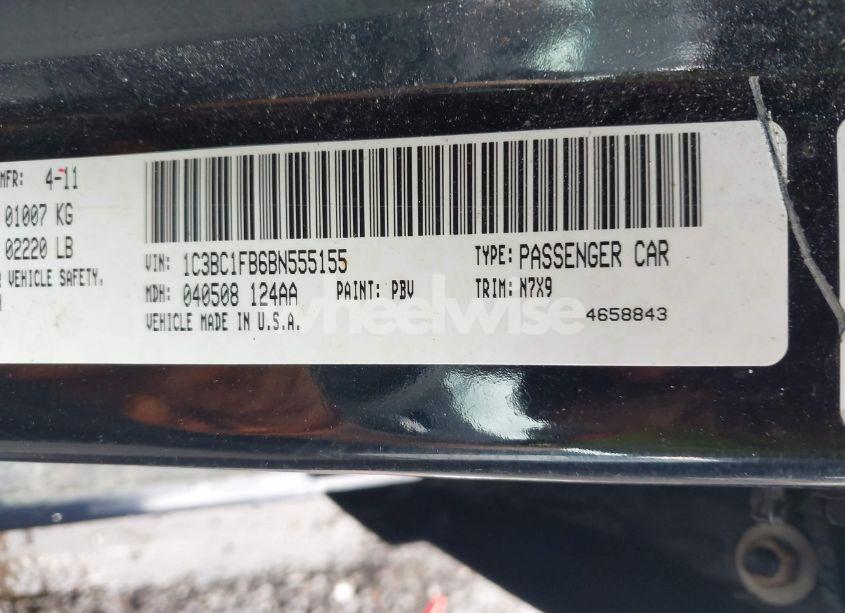 MFR: 4-11
01007 KG
02220 LB
VEHICLE SAFETY,
VIN: 1C3BC1FB6BN555155 TYPE: PASSENGER CAR
MDH: 040508 124AA PAINT: PBV TRIM: N7X9
VEHICLE MADE IN U.S.A. 4658843
wheelwise